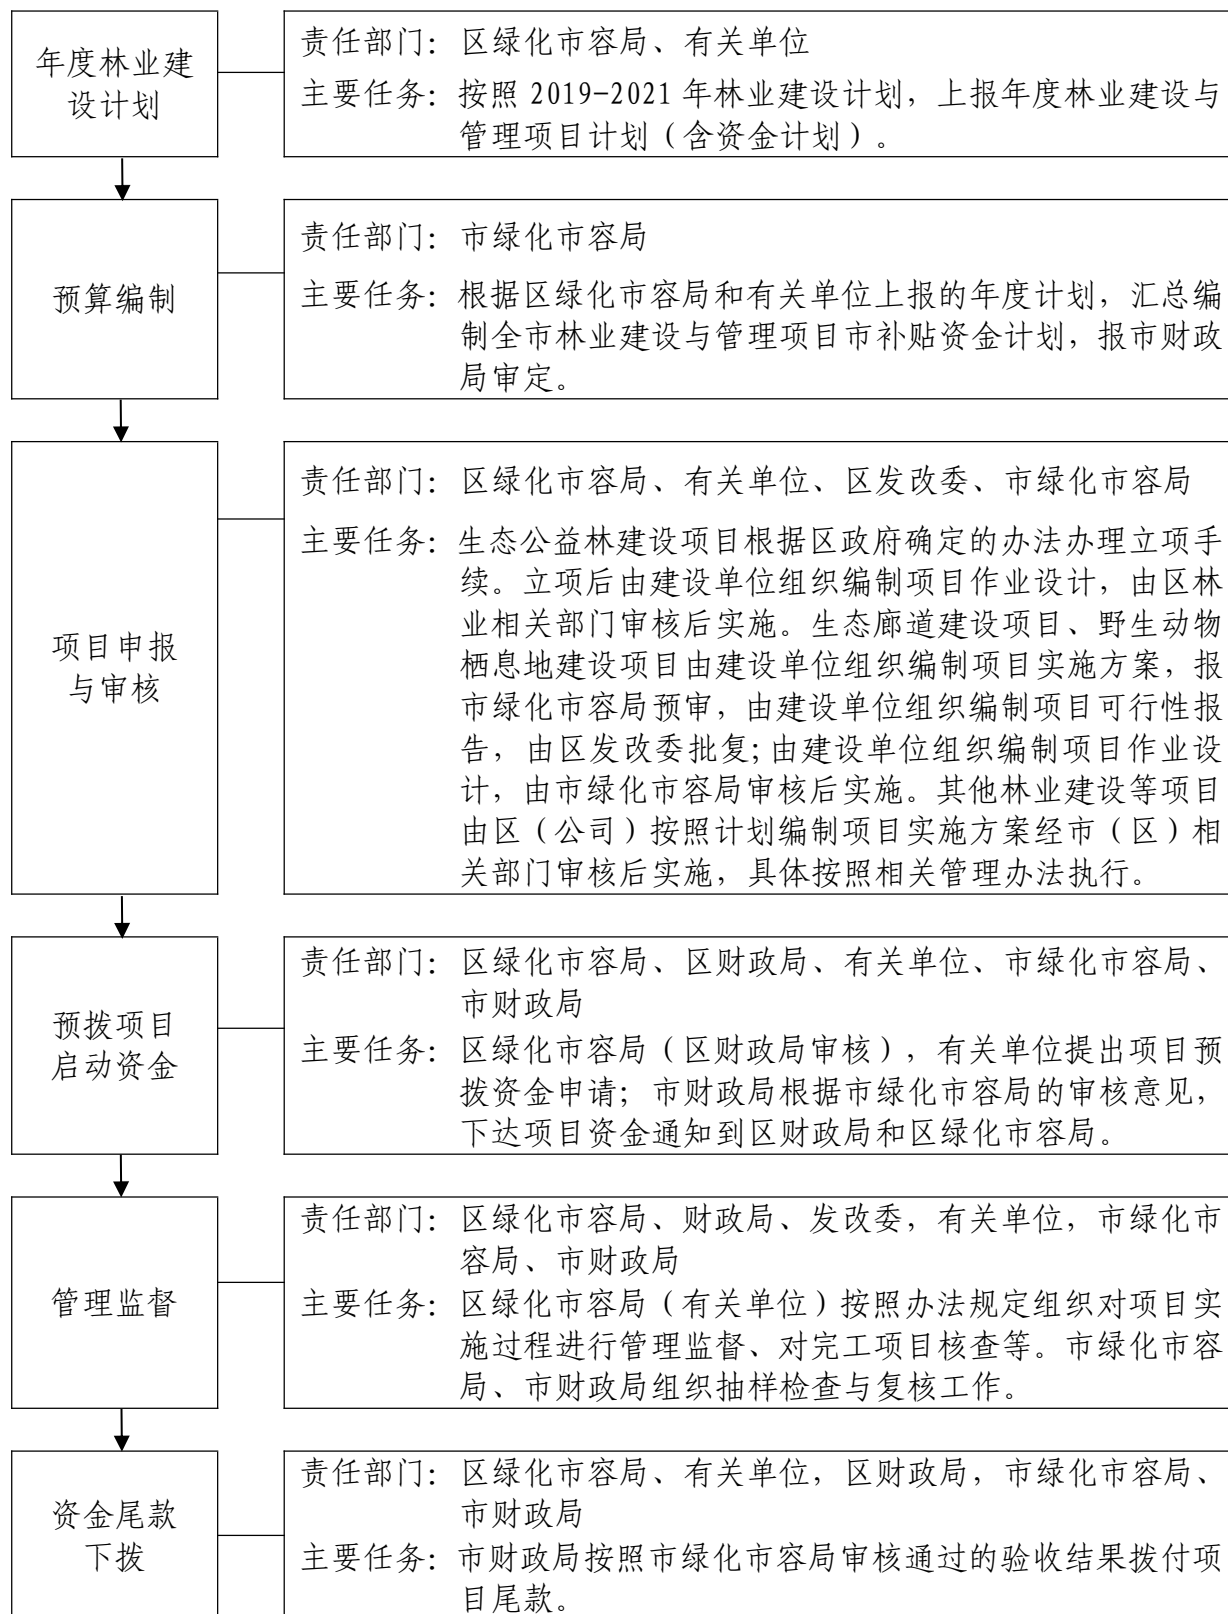 年度林业建
设计划
责任部门：区绿化市容局、有关单位
主要任务：按照 2019-2021 年林业建设计划，上报年度林业建设与
管理项目计划（含资金计划）。
预算编制
责任部门：市绿化市容局
主要任务：根据区绿化市容局和有关单位上报的年度计划，汇总编
制全市林业建设与管理项目市补贴资金计划，报市财政
局审定。
项目申报
与审核
责任部门：区绿化市容局、有关单位、区发改委、市绿化市容局
主要任务：生态公益林建设项目根据区政府确定的办法办理立项手
续。立项后由建设单位组织编制项目作业设计，由区林
业相关部门审核后实施。生态廊道建设项目、野生动物
栖息地建设项目由建设单位组织编制项目实施方案，报
市绿化市容局预审，由建设单位组织编制项目可行性报
告，由区发改委批复；由建设单位组织编制项目作业设
计，由市绿化市容局审核后实施。其他林业建设等项目
由区（公司）按照计划编制项目实施方案经市（区）相
关部门审核后实施，具体按照相关管理办法执行。
预拨项目
启动资金
责任部门：区绿化市容局、区财政局、有关单位、市绿化市容局、
市财政局
主要任务：区绿化市容局（区财政局审核），有关单位提出项目预
拨资金申请；市财政局根据市绿化市容局的审核意见，
下达项目资金通知到区财政局和区绿化市容局。
管理监督
责任部门：区绿化市容局、财政局、发改委，有关单位，市绿化市
容局、市财政局
主要任务：区绿化市容局（有关单位）按照办法规定组织对项目实
施过程进行管理监督、对完工项目核查等。市绿化市容
局、市财政局组织抽样检查与复核工作。
资金尾款
下拨
责任部门：区绿化市容局、有关单位，区财政局，市绿化市容局、
市财政局
主要任务：市财政局按照市绿化市容局审核通过的验收结果拨付项
目尾款。